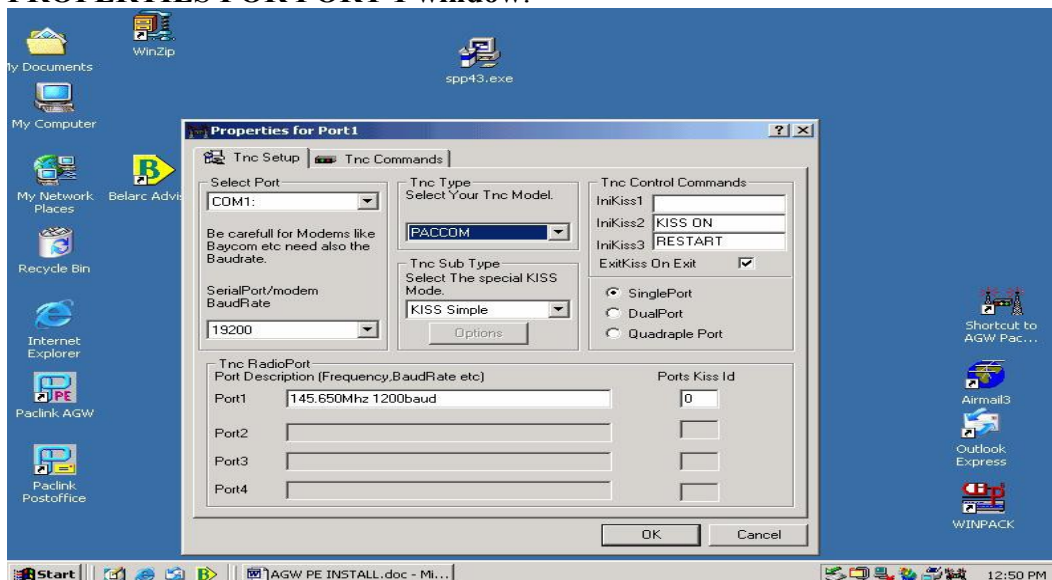 PROPERTIES FOR PORT 1 window.
WinZip
My Documents
spp43.exe
My Computer
Properties for Port1
Tnc Setup
Tnc Commands
Select Port
COM1:
Be carefull for Modems like
Baycom etc need also the
Baudrate.
SerialPort/modem
BaudRate
19200
Tnc Type
Select Your Tnc Model.
PACCOM
Tnc Sub Type
Select The special KISS
Mode.
KISS Simple
Options
Tnc Control Commands
IniKiss1
IniKiss2 KISS ON
IniKiss3 RESTART
ExitKiss On Exit
SinglePort
DualPort
Quadraple Port
Tnc RadioPort
Port Description (Frequency,BaudRate etc)
Ports Kiss Id
Port1 145.650Mhz 1200baud 0
Port2
Port3
Port4
OK
Cancel
My Network
Places
Belarc Advis
Recycle Bin
Internet
Explorer
PE
Paclink AGW
Paclink
Postoffice
Shortcut to
AGW Pac...
Airmail3
Outlook
Express
WINPACK
Start
AGW PE INSTALL.doc - Mi...
12:50 PM